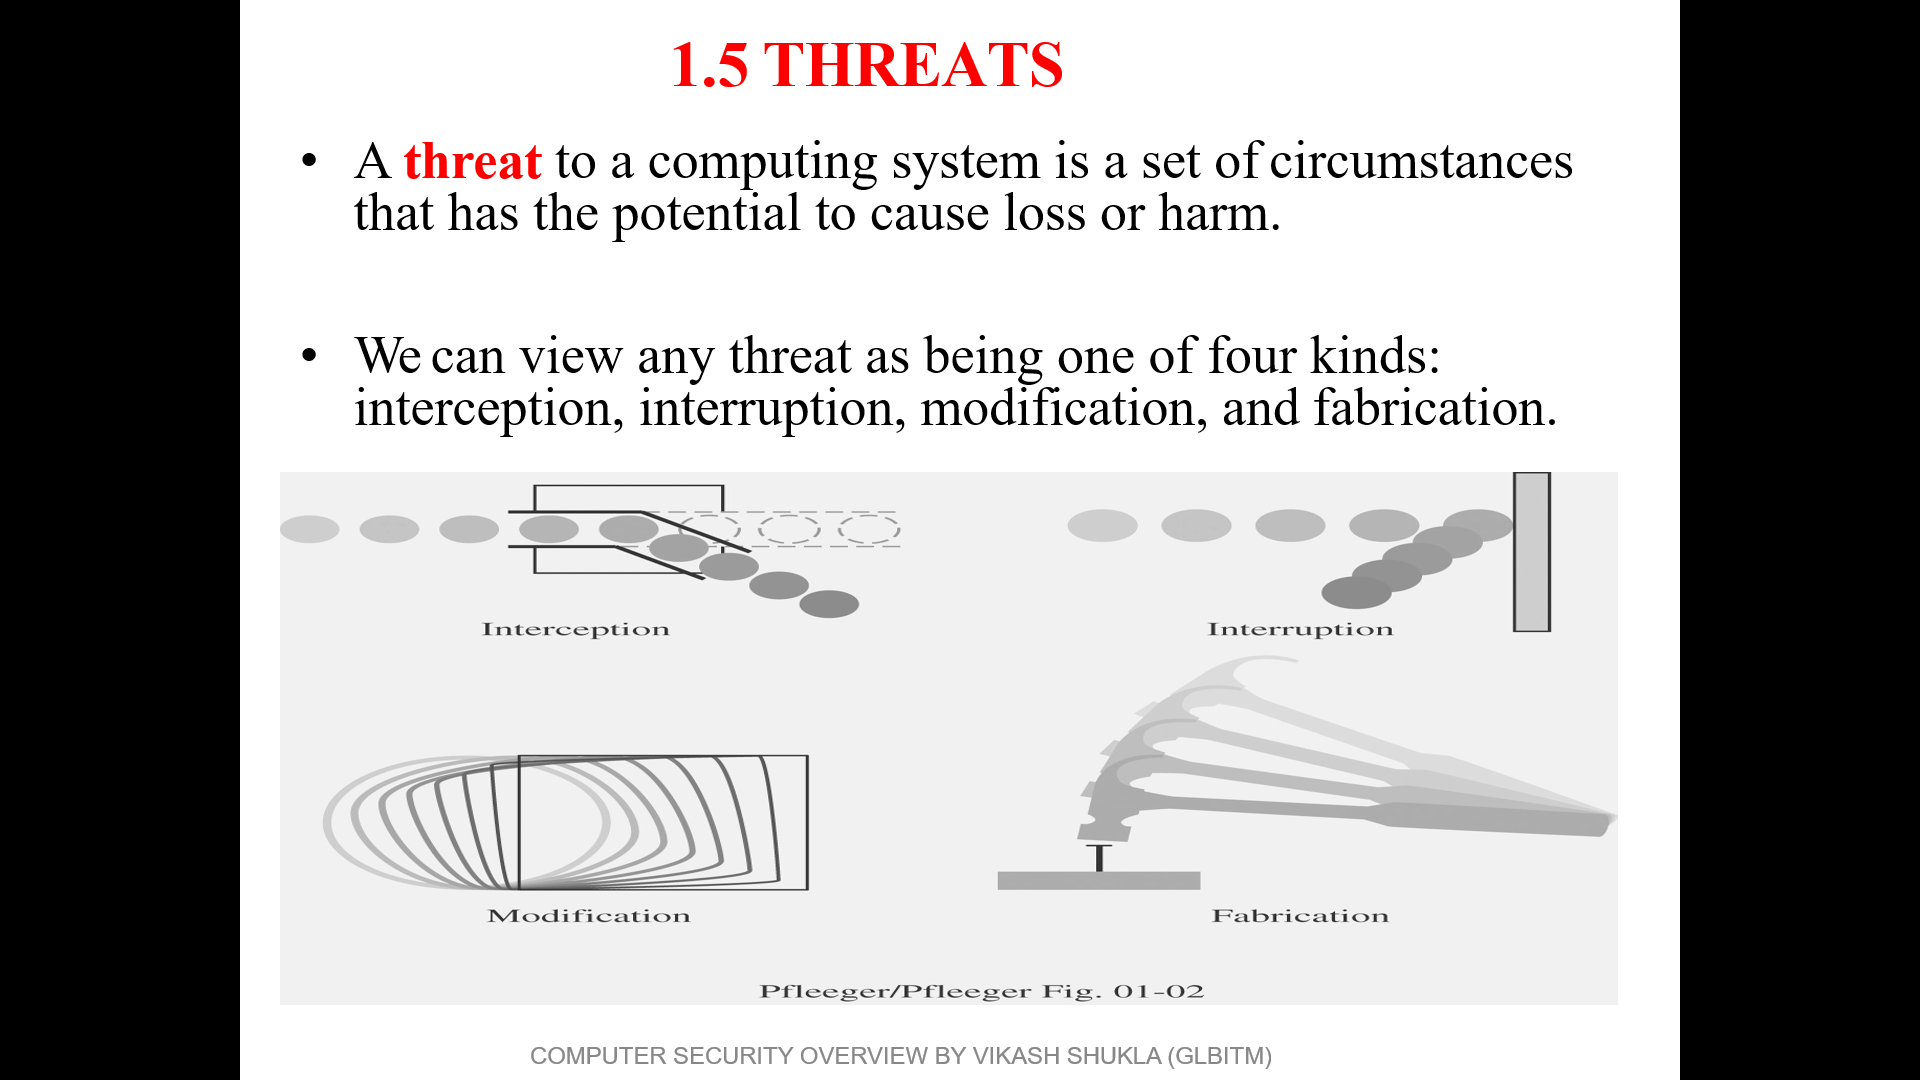 1.5 THREATS
• A threat to a computing system is a set of circumstances
that has the potential to cause loss or harm.
• We can view any threat as being one of four kinds:
interception, interruption, modification, and fabrication.
Interception
Interruption
Modification
Fabrication
Pfleeger/Pfleeger Fig. 01-02
COMPUTER SECURITY OVERVIEW BY VIKASH SHUKLA (GLBITM)